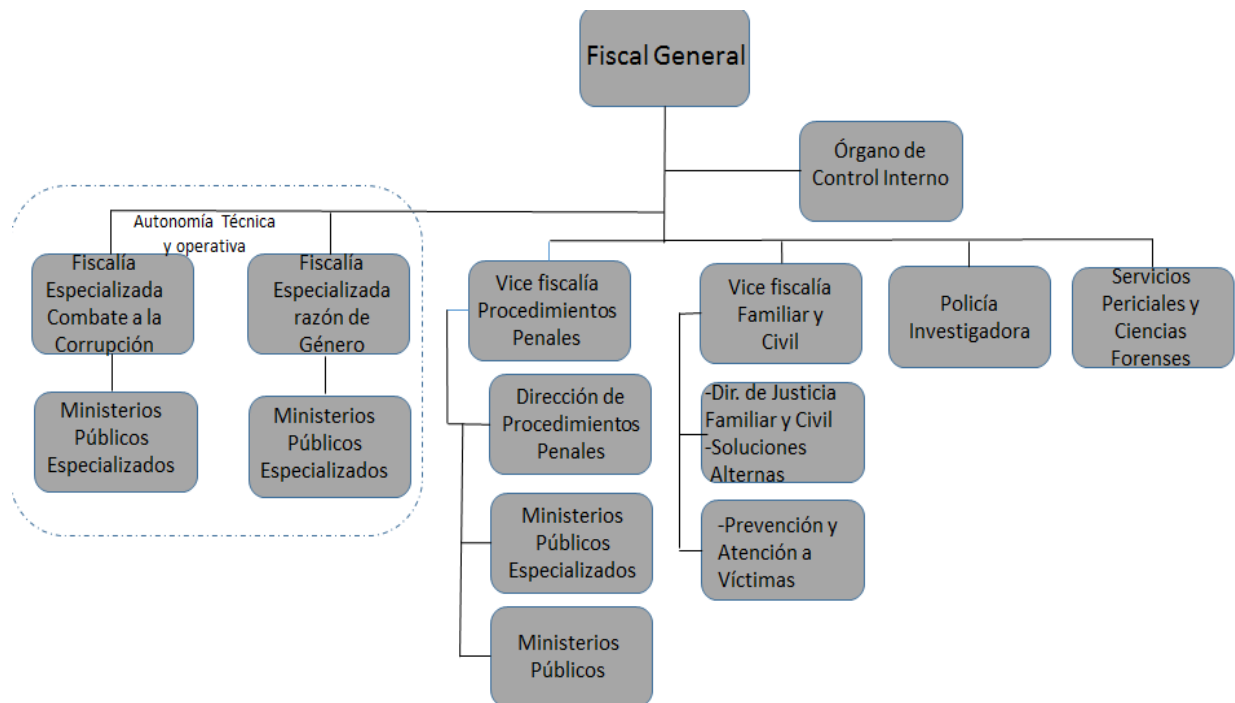 Fiscal General
Órgano de
Control Interno
Autonomía Técnica
y operativa
Fiscalía
Especializada
Combate a la
Corrupción
Fiscalía
Especializada
razón de
Género
Vice fiscalía
Procedimientos
Penales
Vice fiscalía
Familiar y
Civil
Policía
Investigadora
Servicios
Periciales y
Ciencias
Forenses
Ministerios
Públicos
Especializados
Ministerios
Públicos
Especializados
Dirección de
Procedimientos
Penales
-Dir. de Justicia
Familiar y Civil
-Soluciones
Alternas
Ministerios
Públicos
Especializados
-Prevención y
Atención a
Víctimas
Ministerios
Públicos